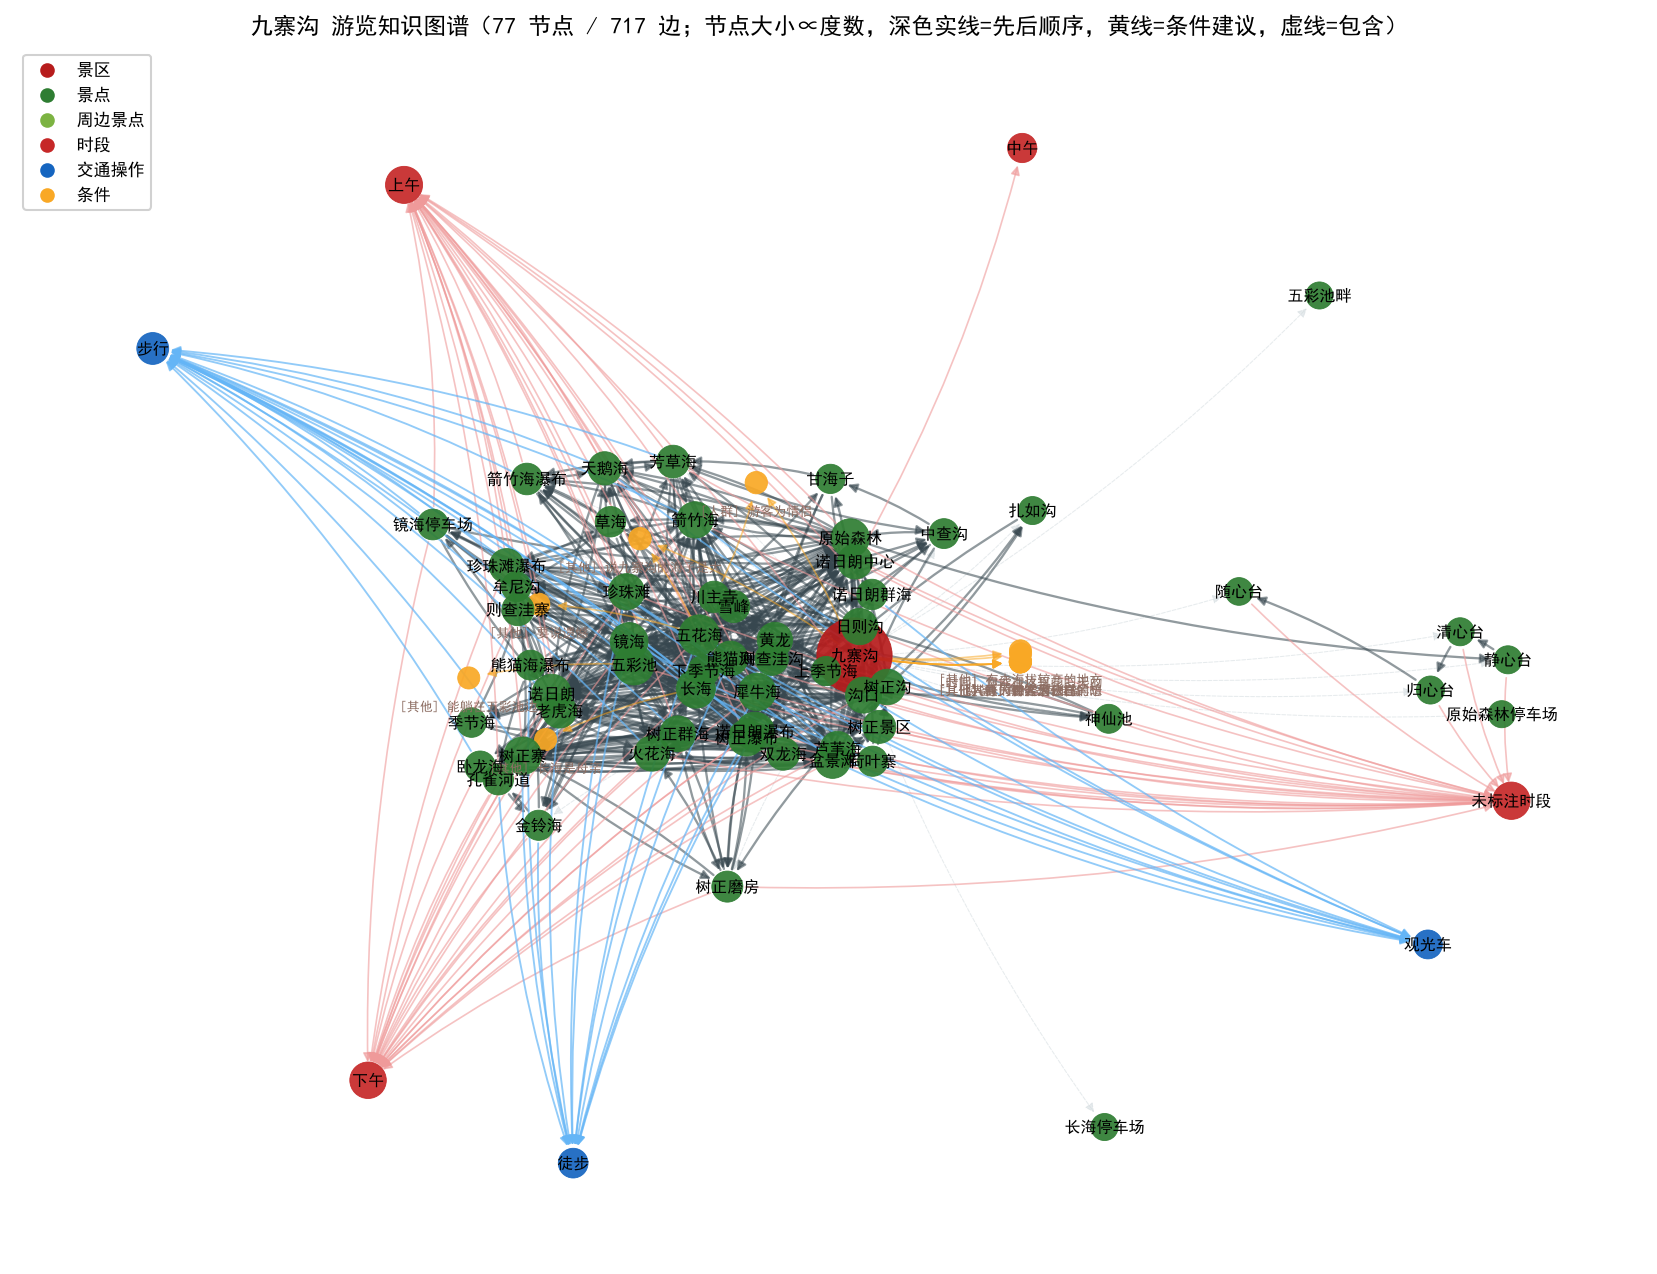 九寨沟 游览知识图谱（77 节点 / 717 边；节点大小∝度数，深色实线=先后顺序，黄线=条件建议，虚线=包含）
景区
景点
周边景点
时段
交通操作
条件
中午
上午
五彩池畔
步行
芳草海
天鹅海
箭竹海瀑布
甘海子
扎如沟
箭竹海
草海
镜海停车场
中查沟
原始森林
诺日朗中心
珍珠滩瀑布
牟尼沟
珍珠滩
诺日朗群海
随心台
川主寺
雪峰
则查洼寨
日则沟
清心台
五花海
镜海
黄龙
九寨沟
静心台
熊猫海瀑布
五彩池
下季节海
则查洼沟
上季节海
长海
犀牛海
沟口
树正沟
归心台
诺日朗
老虎海
季节海
神仙池
原始森林停车场
树正景区
树正群海
诺日朗瀑布
树正瀑布
火花海
双龙海
芦苇海
盆景滩
荷叶寨
树正寨
卧龙海
孔雀河道
未标注时段
金铃海
树正磨房
观光车
下午
长海停车场
徒步